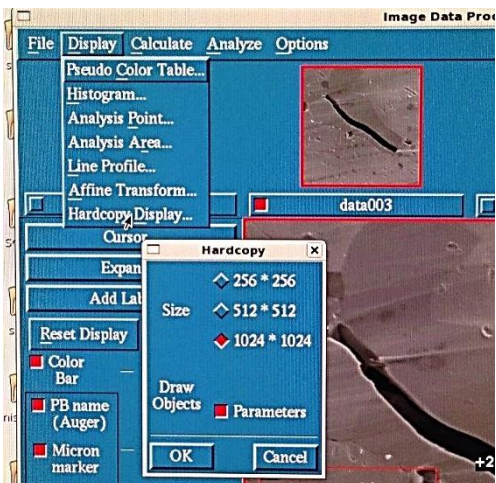 Image Data Proc
File Display Calculate Analyze Options
Pseudo Color Table...
Histogram...
Analysis Point...
Analysis Area...
Line Profile...
Affine Transform...
Hardcopy Display...
data003
Cursor
Expan
Add Lab
Reset Display
Color
Bar
PB name
(Auger)
Micron
marker
Hardcopy
Size
256 * 256
512 * 512
1024 * 1024
Draw
Objects
Parameters
OK Cancel
+2